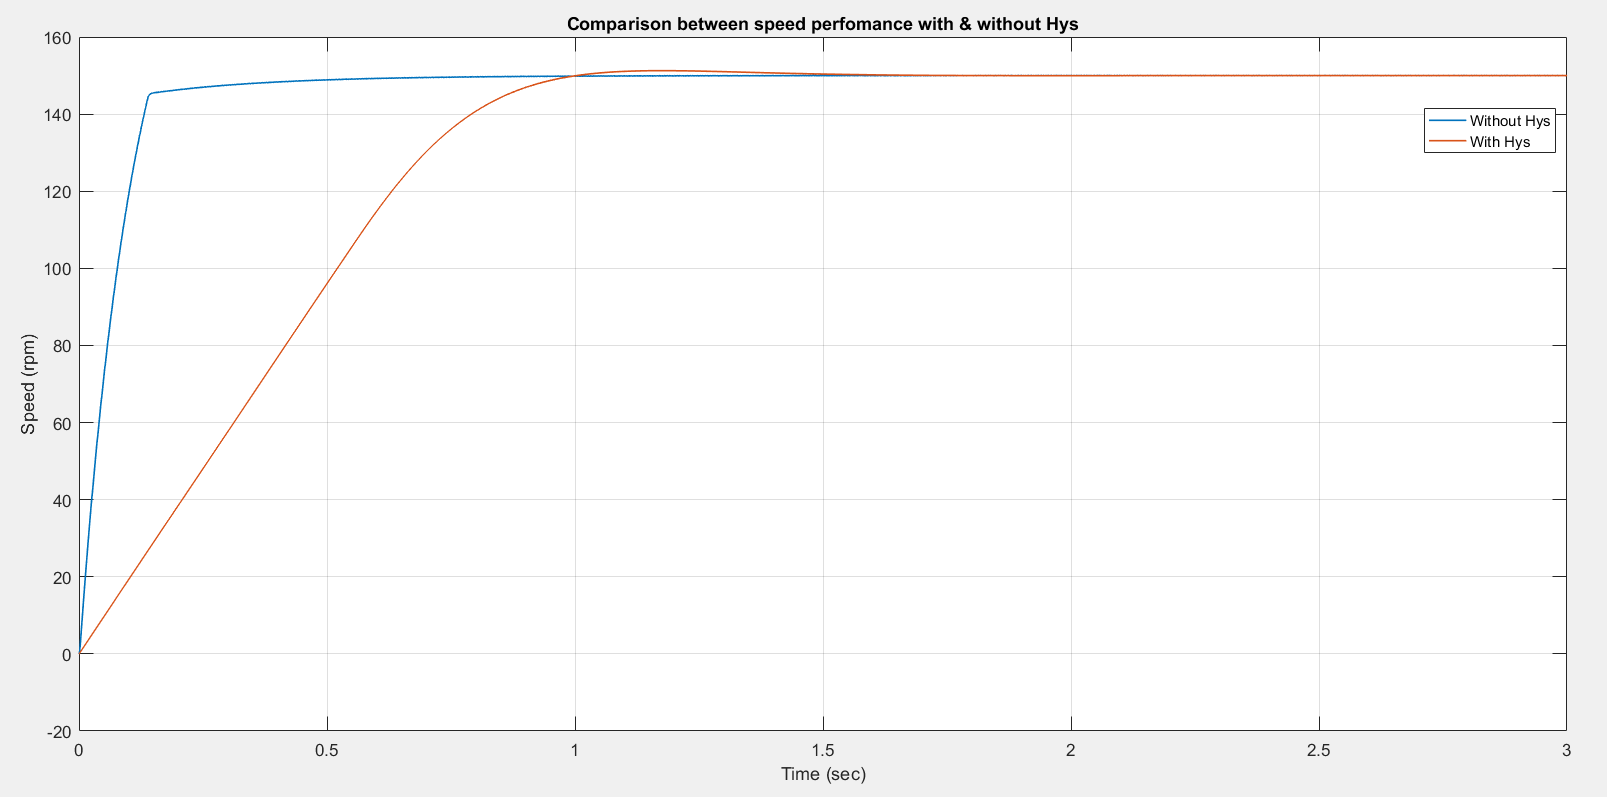 Comparison between speed perfomance with & without Hys
160
140
120
100
80
60
40
20
0
-20
Speed (rpm)
Without Hys
With Hys
0 0.5 1 1.5 2 2.5 3
Time (sec)